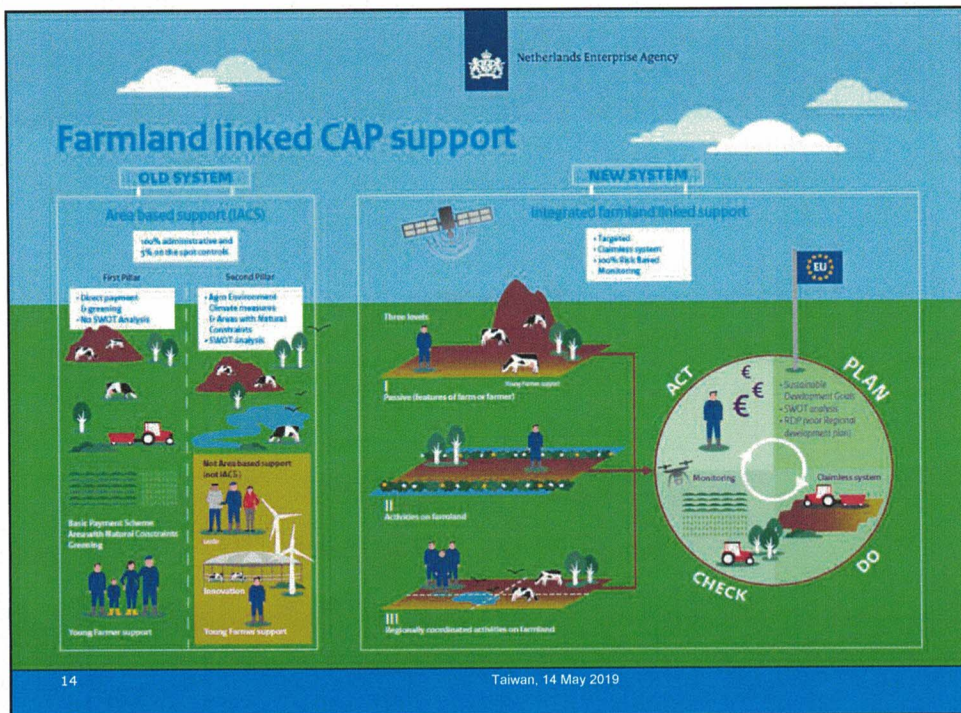 Netherlands Enterprise Agency
Farmland linked CAP support
OLD SYSTEM
Area based support (IACS)
100% administrative and
5% on the spot controls
First Pillar
• Direct payment
& greening
• No SWOT Analysis
Second Pillar
• Agro Environment
Climate measures
& Areas with Natural
Constraints
• SWOT analysis
Basic Payment Scheme
Area with Natural Constraints
Greening
Young Farmer support
Not Area based support
(not IACS)
Innovation
Young Farmer support
NEW SYSTEM
Integrated farmland linked support
• Targeted
• Claimless system
• 100% Risk Based
Monitoring
Three levels
Young Farmer support
I
Passive (features of farm or farmer)
II
Activities on farmland
III
Regionally coordinated activities on farmland
EU
ACT
PLAN
€
€
€
• Sustainable
Development Goals
• SWOT analysis
• RDP (voor Regional
development plan)
Monitoring
Claimless system
CHECK
DO
14
Taiwan, 14 May 2019